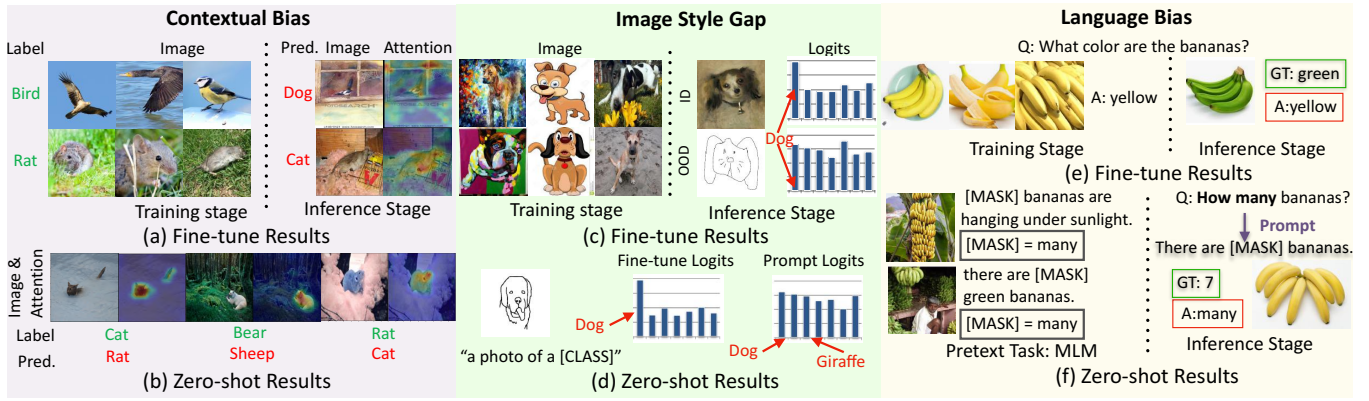 Contextual Bias
Label
Image
Pred. Image
Attention
Bird
Rat
Dog
Cat
Training stage
Inference Stage
(a) Fine-tune Results
Image &
Attention
Label
Cat
Bear
Rat
Pred.
Rat
Sheep
Cat
(b) Zero-shot Results
Image Style Gap
Image
Logits
ID
OOD
Dog
Training stage
Inference Stage
(c) Fine-tune Results
Fine-tune Logits
Prompt Logits
Dog
Dog
Giraffe
“a photo of a [CLASS]”
(d) Zero-shot Results
Language Bias
Q: What color are the bananas?
A: yellow
GT: green
A:yellow
Training Stage
Inference Stage
(e) Fine-tune Results
[MASK] bananas are
hanging under sunlight.
[MASK] = many
there are [MASK]
green bananas.
[MASK] = many
Pretext Task: MLM
Q: How many bananas?
Prompt
There are [MASK] bananas.
GT: 7
A:many
Inference Stage
(f) Zero-shot Results